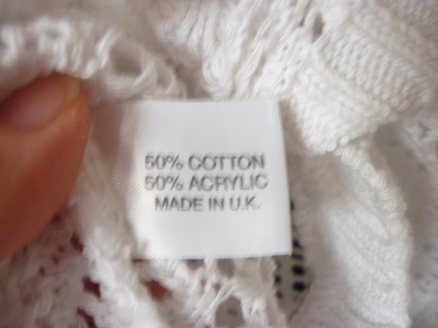 50% COTTON
50% ACRYLIC
MADE IN U.K.